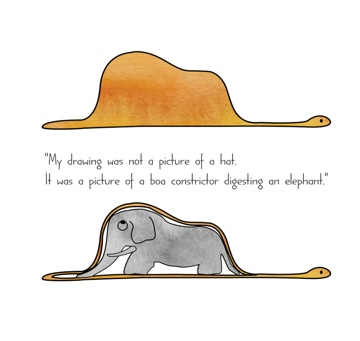 "My drawing was not a picture of a hat.
It was a picture of a boa constrictor digesting an elephant."